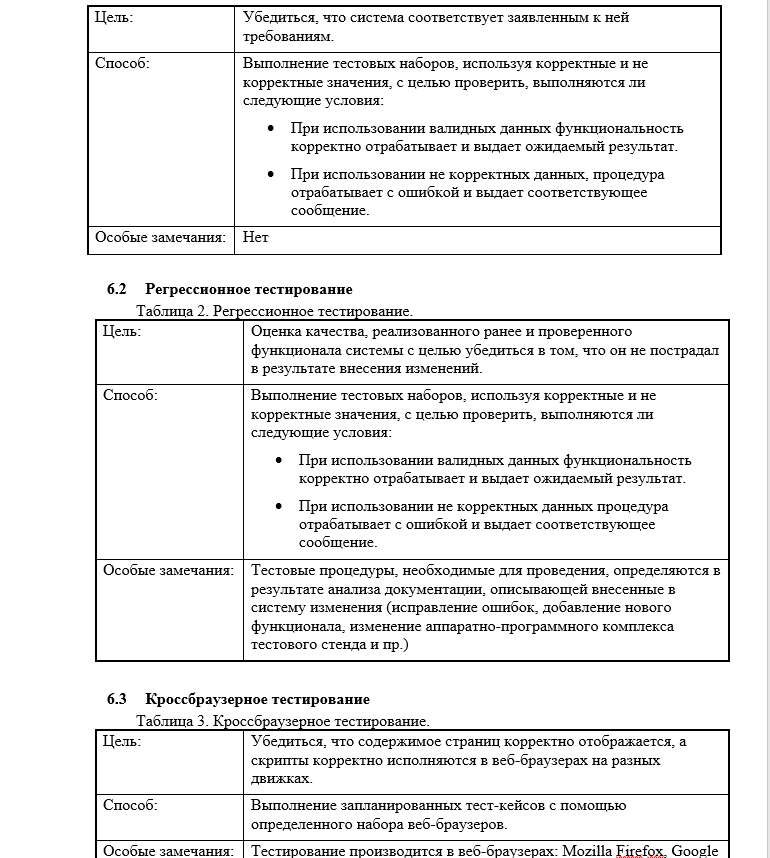 Цель: Убедиться, что система соответствует заявленным к ней
требованиям.
Способ: Выполнение тестовых наборов, используя корректные и не
корректные значения, с целью проверить, выполняются ли
следующие условия:
• При использовании валидных данных функциональность
корректно отрабатывает и выдает ожидаемый результат.
• При использовании не корректных данных, процедура
отрабатывает с ошибкой и выдает соответствующее
сообщение.
Особые замечания: Нет
6.2 Регрессионное тестирование
Таблица 2. Регрессионное тестирование.
Цель: Оценка качества, реализованного ранее и проверенного
функционала системы с целью убедиться в том, что он не пострадал
в результате внесения изменений.
Способ: Выполнение тестовых наборов, используя корректные и не
корректные значения, с целью проверить, выполняются ли
следующие условия:
• При использовании валидных данных функциональность
корректно отрабатывает и выдает ожидаемый результат.
• При использовании не корректных данных процедура
отрабатывает с ошибкой и выдает соответствующее
сообщение.
Особые замечания: Тестовые процедуры, необходимые для проведения, определяются в
результате анализа документации, описывающей внесенные в
систему изменения (исправление ошибок, добавление нового
функционала, изменение аппаратно-программного комплекса
тестового стенда и пр.)
6.3 Кроссбраузерное тестирование
Таблица 3. Кроссбраузерное тестирование.
Цель: Убедиться, что содержимое страниц корректно отображается, а
скрипты корректно исполняются в веб-браузерах на разных
движках.
Способ: Выполнение запланированных тест-кейсов с помощью
определенного набора веб-браузеров.
Особые замечания: Тестирование производится в веб-браузерах: Mozilla Firefox, Google